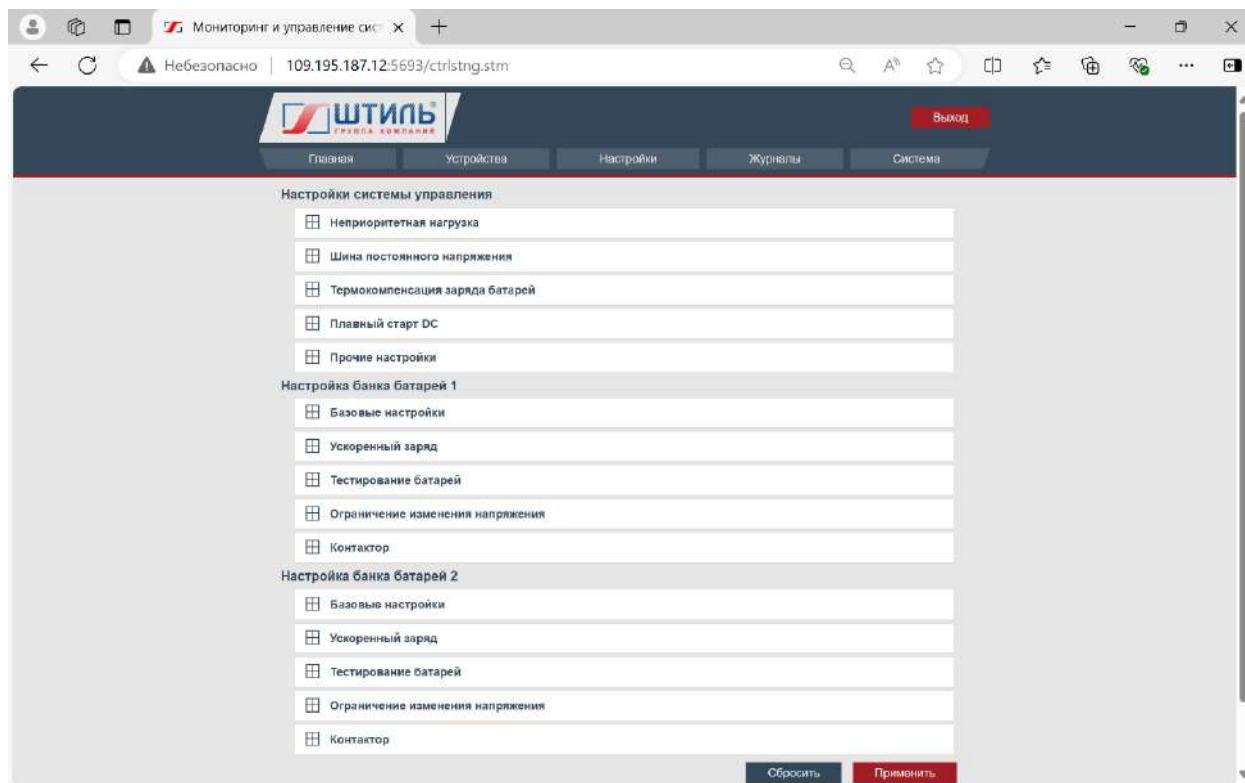 Мониторинг и управление сис
Небезопасно
109.195.187.12:5693/ctrlstng.stm
ШТИЛЬ
ГРУППА КОМПАНИЙ
Выход
Главная
Устройства
Настройки
Журналы
Система
Настройки системы управления
Неприоритетная нагрузка
Шина постоянного напряжения
Термокомпенсация заряда батарей
Плавный старт DC
Прочие настройки
Настройка банка батарей 1
Базовые настройки
Ускоренный заряд
Тестирование батарей
Ограничение изменения напряжения
Контактор
Настройка банка батарей 2
Базовые настройки
Ускоренный заряд
Тестирование батарей
Ограничение изменения напряжения
Контактор
Сбросить
Применить